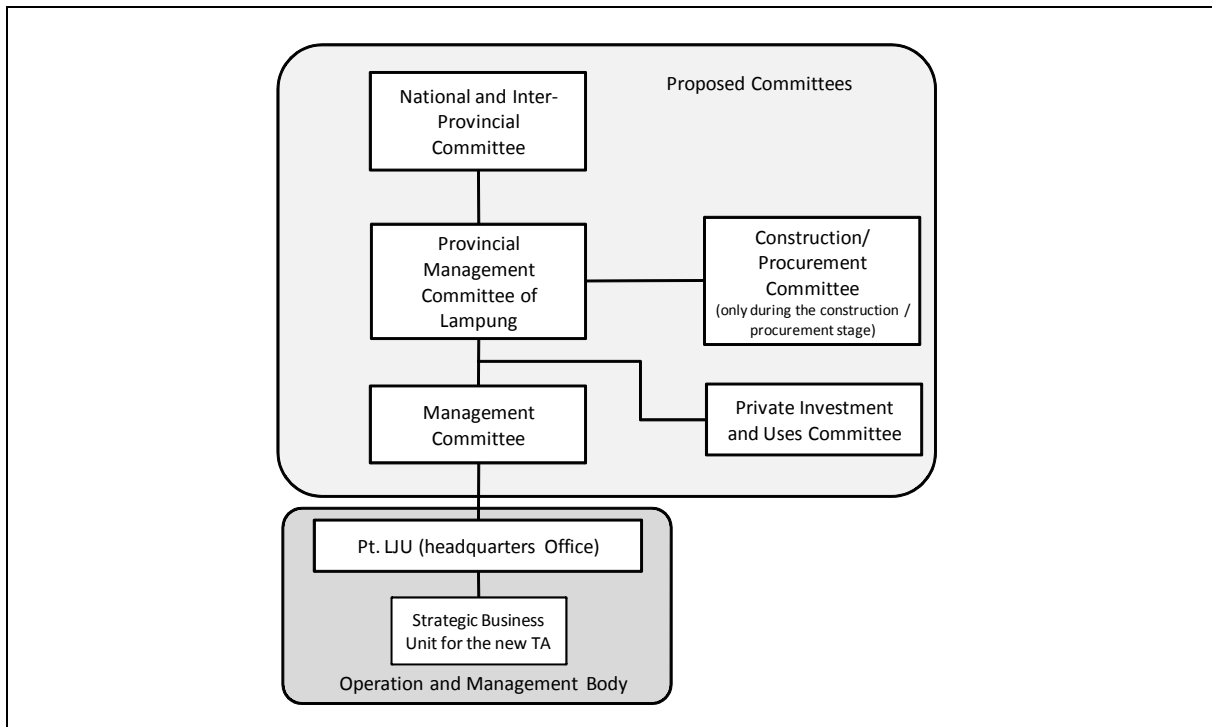 Proposed Committees
National and Inter-
Provincial
Committee
Provincial
Management
Committee of
Lampung
Construction/
Procurement
Committee
(only during the construction /
procurement stage)
Management
Committee
Private Investment
and Uses Committee
Pt. LJU (headquarters Office)
Strategic Business
Unit for the new TA
Operation and Management Body